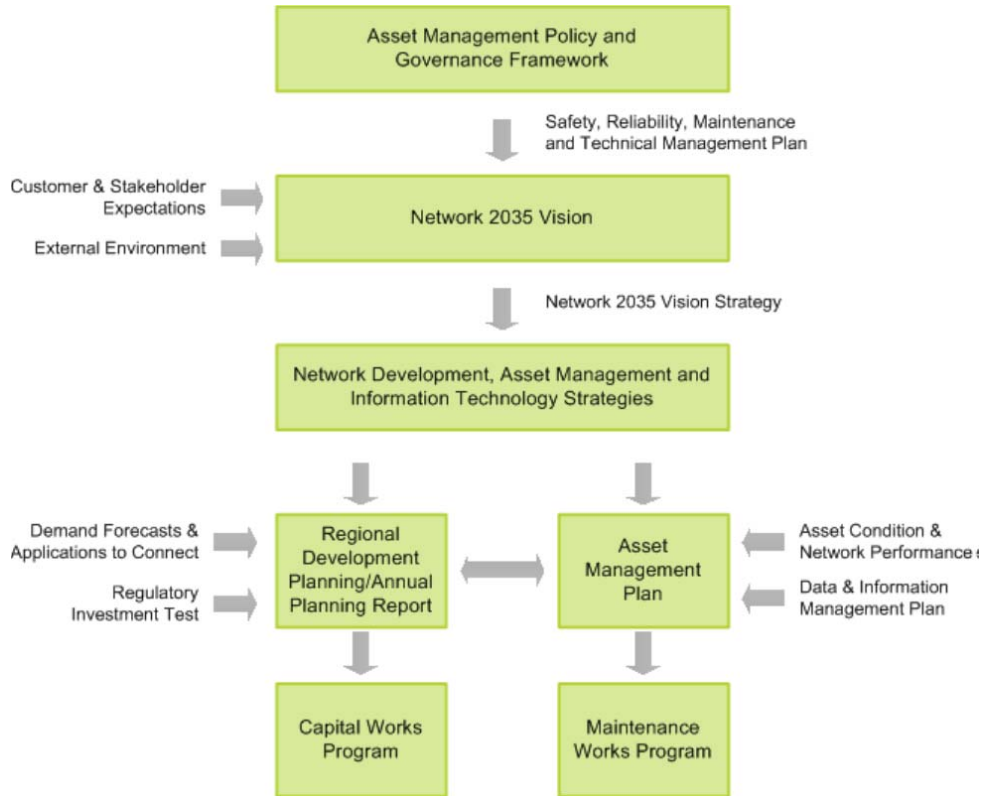 Asset Management Policy and
Governance Framework
Safety, Reliability, Maintenance
and Technical Management Plan
Customer & Stakeholder
Expectations
Network 2035 Vision
External Environment
Network 2035 Vision Strategy
Network Development, Asset Management and
Information Technology Strategies
Demand Forecasts &
Applications to Connect
Regulatory
Investment Test
Regional
Development
Planning/Annual
Planning Report
Asset
Management
Plan
Asset Condition &
Network Performance
Data & Information
Management Plan
Capital Works
Program
Maintenance
Works Program